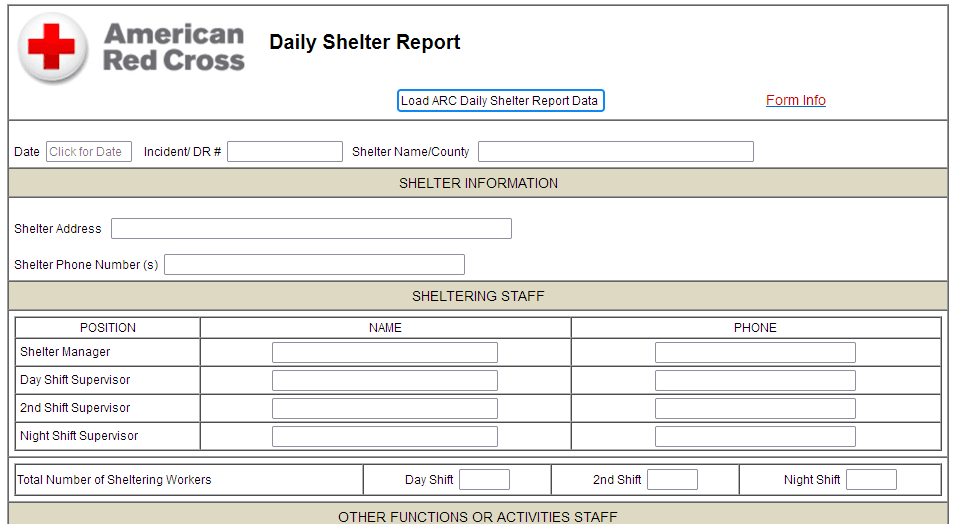 American
Red Cross
Daily Shelter Report
Load ARC Daily Shelter Report Data
Form Info
Date Click for Date Incident/ DR # Shelter Name/County
SHELTER INFORMATION
Shelter Address
Shelter Phone Number (s)
SHELTERING STAFF
POSITION NAME PHONE
Shelter Manager
Day Shift Supervisor
2nd Shift Supervisor
Night Shift Supervisor
Total Number of Sheltering Workers Day Shift 2nd Shift Night Shift
OTHER FUNCTIONS OR ACTIVITIES STAFF